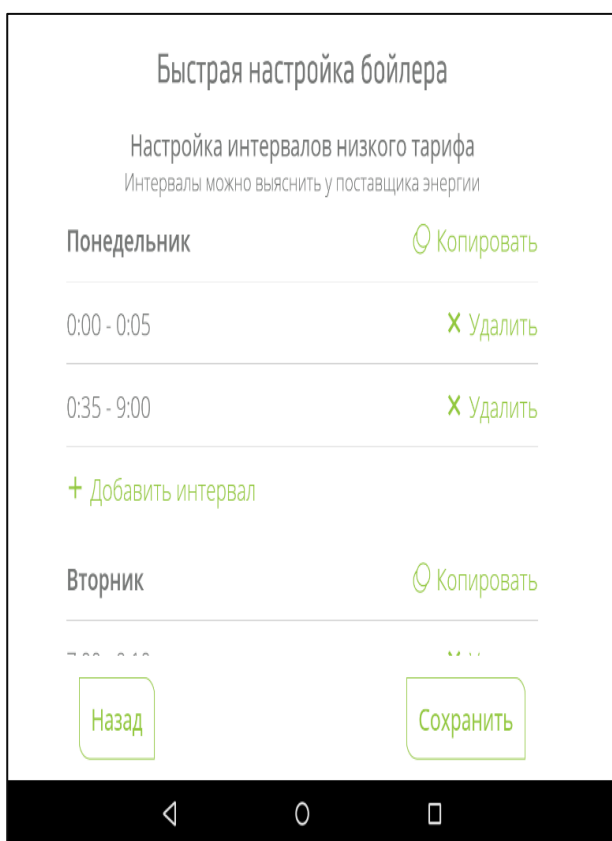 Быстрая настройка бойлера
Настройка интервалов низкого тарифа
Интервалы можно выяснить у поставщика энергии
Понедельник Копировать
0:00 - 0:05 Удалить
0:35 - 9:00 Удалить
+ Добавить интервал
Вторник Копировать
Назад Сохранить